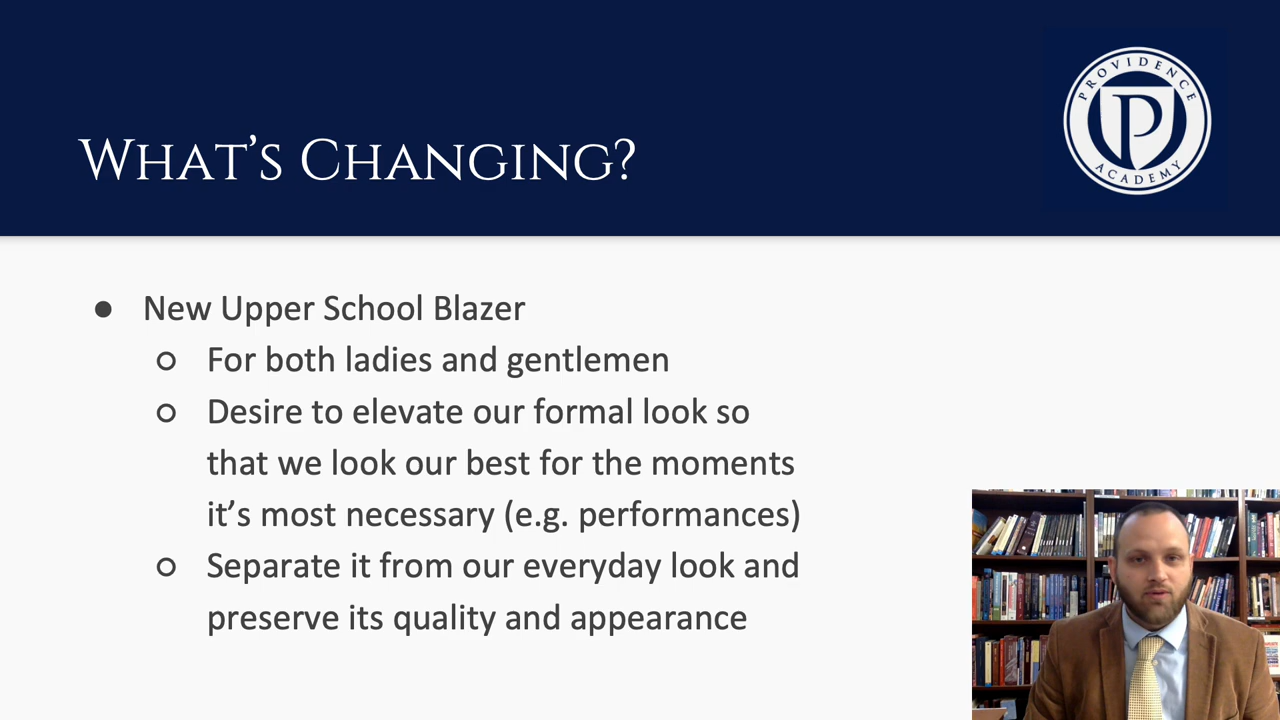 WHAT'S CHANGING?
PROVIDENCE
P
ACADEMY
● New Upper School Blazer
○ For both ladies and gentlemen
○ Desire to elevate our formal look so
that we look our best for the moments
it's most necessary (e.g. performances)
○ Separate it from our everyday look and
preserve its quality and appearance